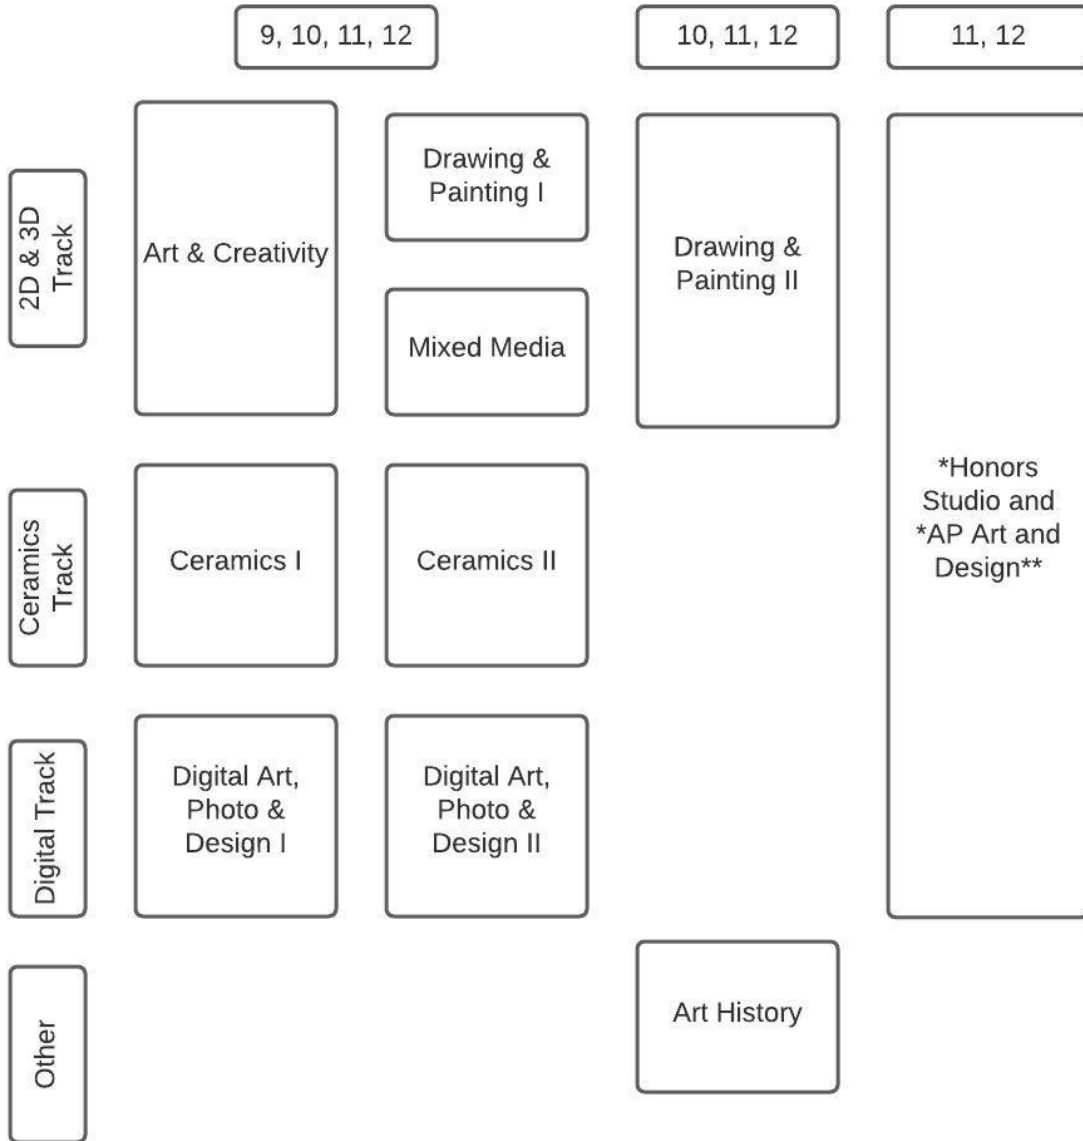 9, 10, 11, 12
10, 11, 12
11, 12
2D & 3D
Track
Art & Creativity
Drawing &
Painting I
Mixed Media
Drawing &
Painting II
*Honors
Studio and
*AP Art and
Design**
Ceramics
Track
Ceramics I
Ceramics II
Digital Track
Digital Art,
Photo &
Design I
Digital Art,
Photo &
Design II
Other
Art History